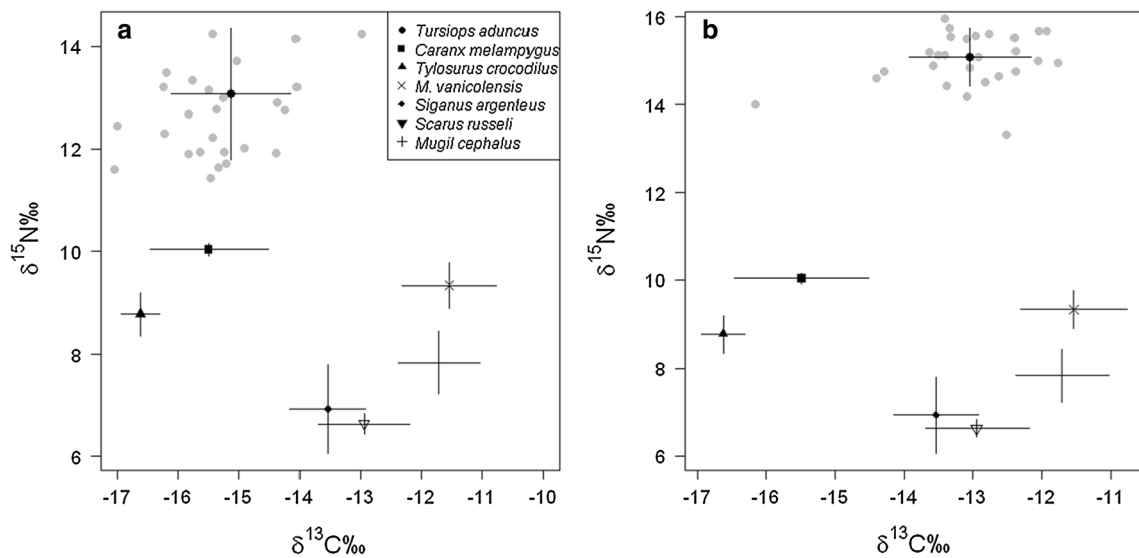 a
Tursiops aduncus
Caranx melampygus
Tylosurus crocodilus
M. vanicolensis
Siganus argenteus
Scarus russeli
Mugil cephalus
14
12
10
8
6
δ15N‰
-17 -16 -15 -14 -13 -12 -11 -10
δ13C‰
b
16
14
12
10
8
6
δ15N‰
-16 -15 -14 -13 -12 -11
δ13C‰